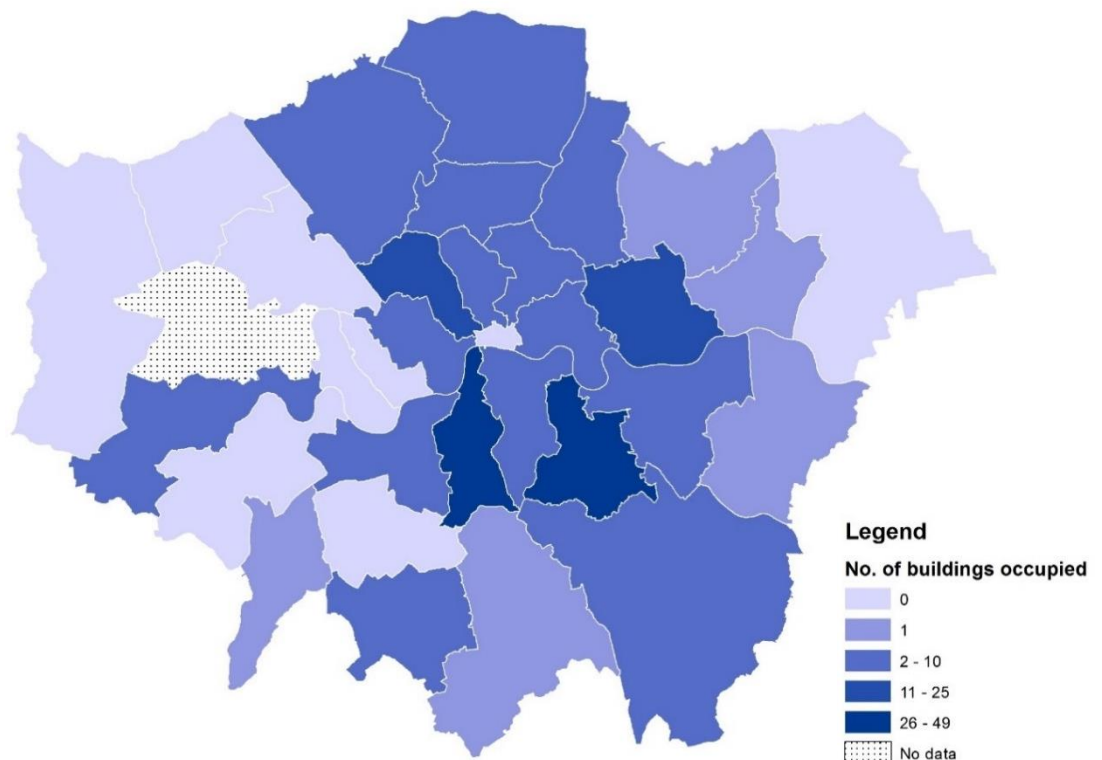 Legend
No. of buildings occupied
0
1
2 - 10
11 - 25
26 - 49
No data